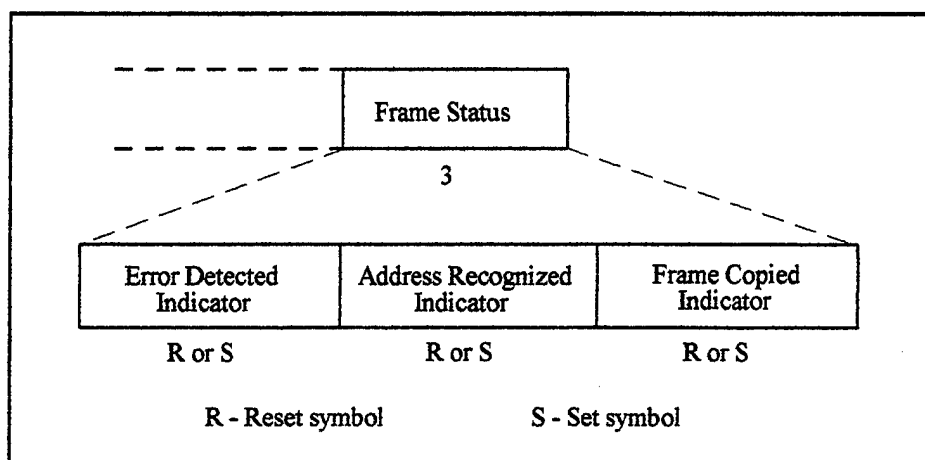 Frame Status
3
Error Detected Indicator
Address Recognized Indicator
Frame Copied Indicator
R or S
R or S
R or S
R - Reset symbol
S - Set symbol